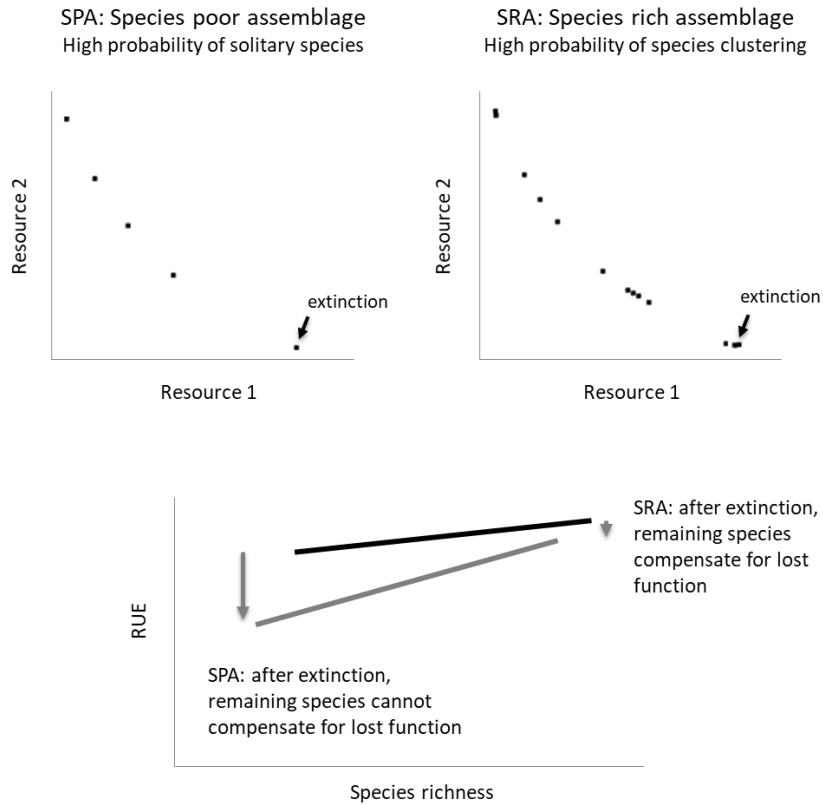 SPA: Species poor assemblage
High probability of solitary species
Resource 2
extinction
Resource 1
SRA: Species rich assemblage
High probability of species clustering
Resource 2
extinction
Resource 1
RUE
SRA: after extinction,
remaining species
compensate for lost
function
SPA: after extinction,
remaining species cannot
compensate for lost function
Species richness